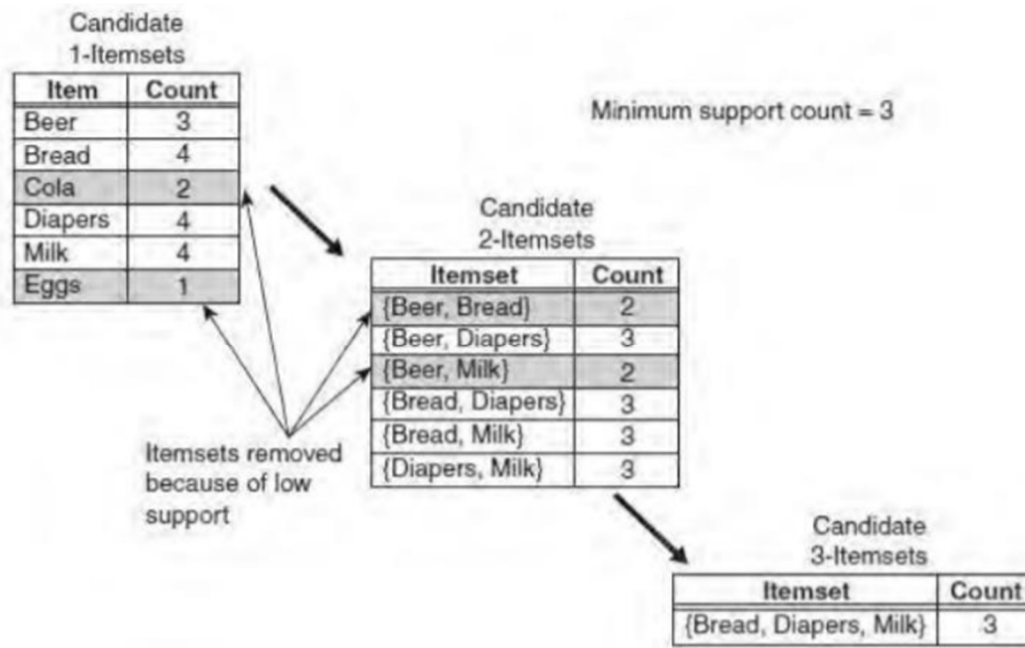 Candidate
1-Itemsets
Item Count
Beer 3
Bread 4
Cola 2
Diapers 4
Milk 4
Eggs 1
Minimum support count = 3
Candidate
2-Itemsets
Itemset Count
{Beer, Bread} 2
{Beer, Diapers} 3
{Beer, Milk} 2
{Bread, Diapers} 3
{Bread, Milk} 3
{Diapers, Milk} 3
Itemsets removed
because of low
support
Candidate
3-Itemsets
Itemset Count
{Bread, Diapers, Milk} 3